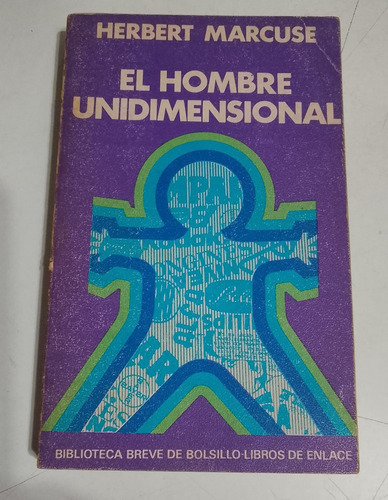 HERBERT MARCUSE
EL HOMBRE
UNIDIMENSIONAL
BIBLIOTECA BREVE DE BOLSILLO·LIBROS DE ENLACE